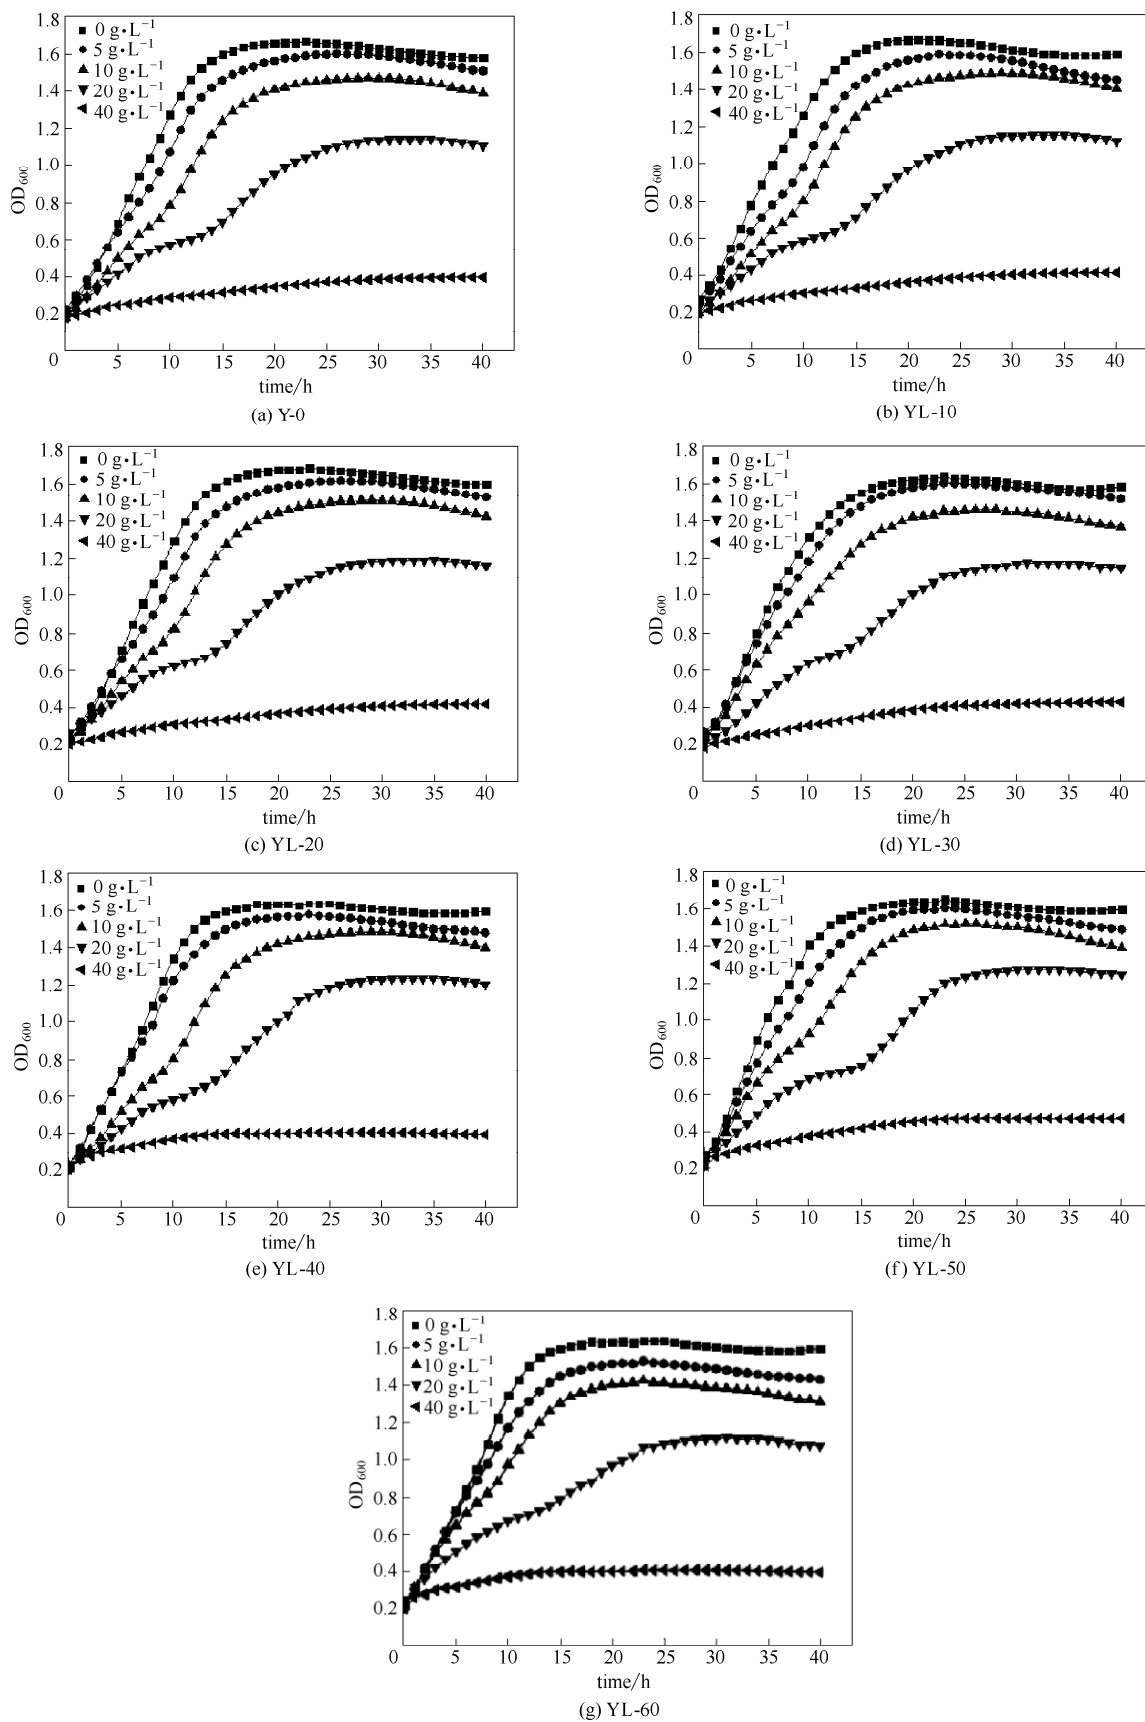 1.8
1.6
1.4
1.2
1.0
0.8
0.6
0.4
0.2
0
OD₆₀₀
0 g•L⁻¹
5 g•L⁻¹
10 g•L⁻¹
20 g•L⁻¹
40 g•L⁻¹
5 10 15 20 25 30 35 40
time/h
(a) Y-0
1.8
1.6
1.4
1.2
1.0
0.8
0.6
0.4
0.2
0
OD₆₀₀
0 g•L⁻¹
5 g•L⁻¹
10 g•L⁻¹
20 g•L⁻¹
40 g•L⁻¹
5 10 15 20 25 30 35 40
time/h
(b) YL-10
1.8
1.6
1.4
1.2
1.0
0.8
0.6
0.4
0.2
0
OD₆₀₀
0 g•L⁻¹
5 g•L⁻¹
10 g•L⁻¹
20 g•L⁻¹
40 g•L⁻¹
5 10 15 20 25 30 35 40
time/h
(c) YL-20
1.8
1.6
1.4
1.2
1.0
0.8
0.6
0.4
0.2
0
OD₆₀₀
0 g•L⁻¹
5 g•L⁻¹
10 g•L⁻¹
20 g•L⁻¹
40 g•L⁻¹
5 10 15 20 25 30 35 40
time/h
(d) YL-30
1.8
1.6
1.4
1.2
1.0
0.8
0.6
0.4
0.2
0
OD₆₀₀
0 g•L⁻¹
5 g•L⁻¹
10 g•L⁻¹
20 g•L⁻¹
40 g•L⁻¹
5 10 15 20 25 30 35 40
time/h
(e) YL-40
1.8
1.6
1.4
1.2
1.0
0.8
0.6
0.4
0.2
0
OD₆₀₀
0 g•L⁻¹
5 g•L⁻¹
10 g•L⁻¹
20 g•L⁻¹
40 g•L⁻¹
5 10 15 20 25 30 35 40
time/h
(f) YL-50
1.8
1.6
1.4
1.2
1.0
0.8
0.6
0.4
0.2
0
OD₆₀₀
0 g•L⁻¹
5 g•L⁻¹
10 g•L⁻¹
20 g•L⁻¹
40 g•L⁻¹
5 10 15 20 25 30 35 40
time/h
(g) YL-60